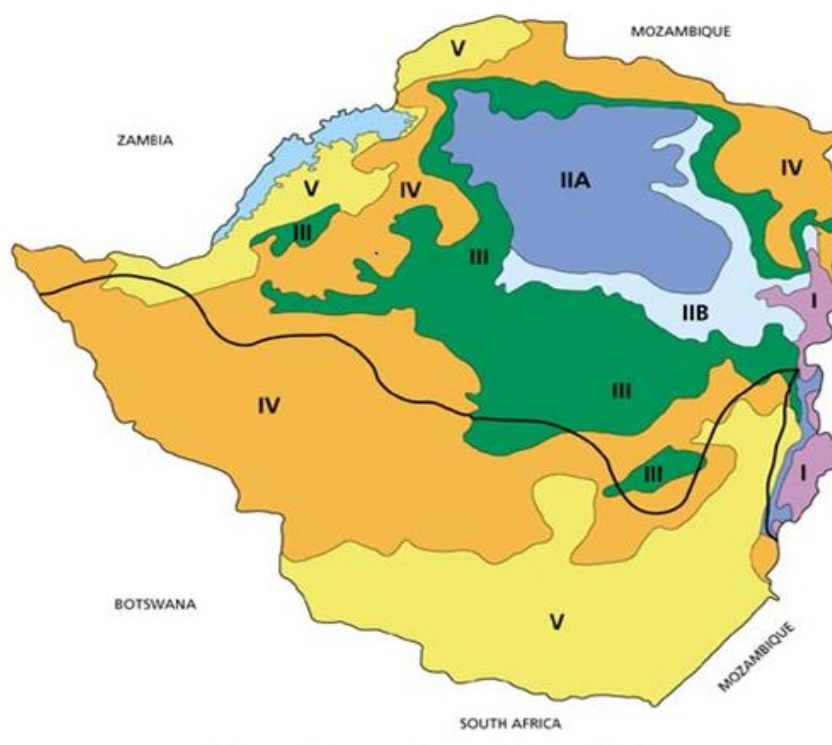 MOZAMBIQUE
V
ZAMBIA
IIA
IV
V
IV
III
III
I
IIB
III
IV
III
I
BOTSWANA
V
MOZAMBIQUE
SOUTH AFRICA